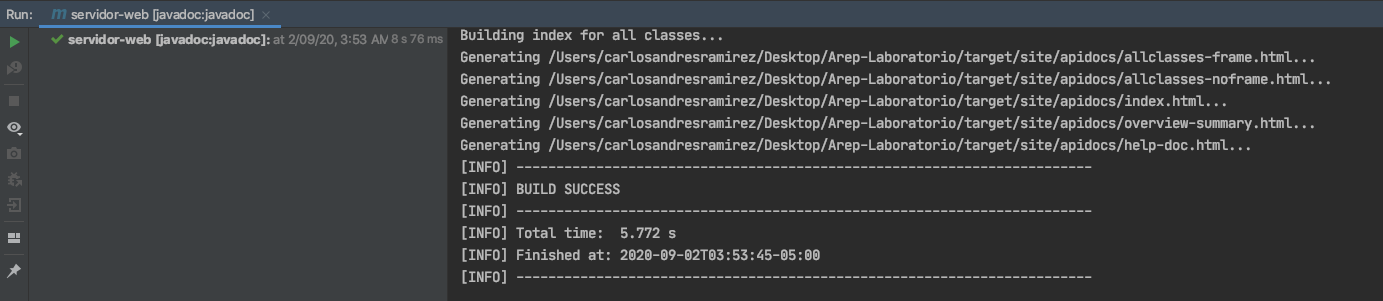 Run: m servidor-web [javadoc:javadoc] ×
servidor-web [javadoc:javadoc]: at 2/09/20, 3:53 AM 8 s 76 ms
Building index for all classes...
Generating /Users/carlosandresramirez/Desktop/Arep-Laboratorio/target/site/apidocs/allclasses-frame.html...
Generating /Users/carlosandresramirez/Desktop/Arep-Laboratorio/target/site/apidocs/allclasses-noframe.html...
Generating /Users/carlosandresramirez/Desktop/Arep-Laboratorio/target/site/apidocs/index.html...
Generating /Users/carlosandresramirez/Desktop/Arep-Laboratorio/target/site/apidocs/overview-summary.html...
Generating /Users/carlosandresramirez/Desktop/Arep-Laboratorio/target/site/apidocs/help-doc.html...
[INFO] ------------------------------------------------------------------------
[INFO] BUILD SUCCESS
[INFO] ------------------------------------------------------------------------
[INFO] Total time:  5.772 s
[INFO] Finished at: 2020-09-02T03:53:45-05:00
[INFO] ------------------------------------------------------------------------